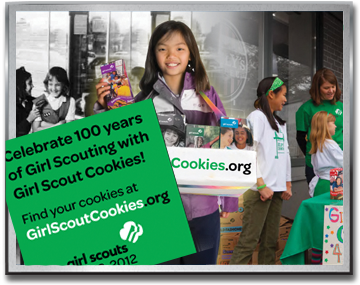 Celebrate 100 years
of Girl Scouting with
Girl Scout Cookies!
Find your cookies at
GirlScoutCookies.org
girl scouts
2012
Cookies.org